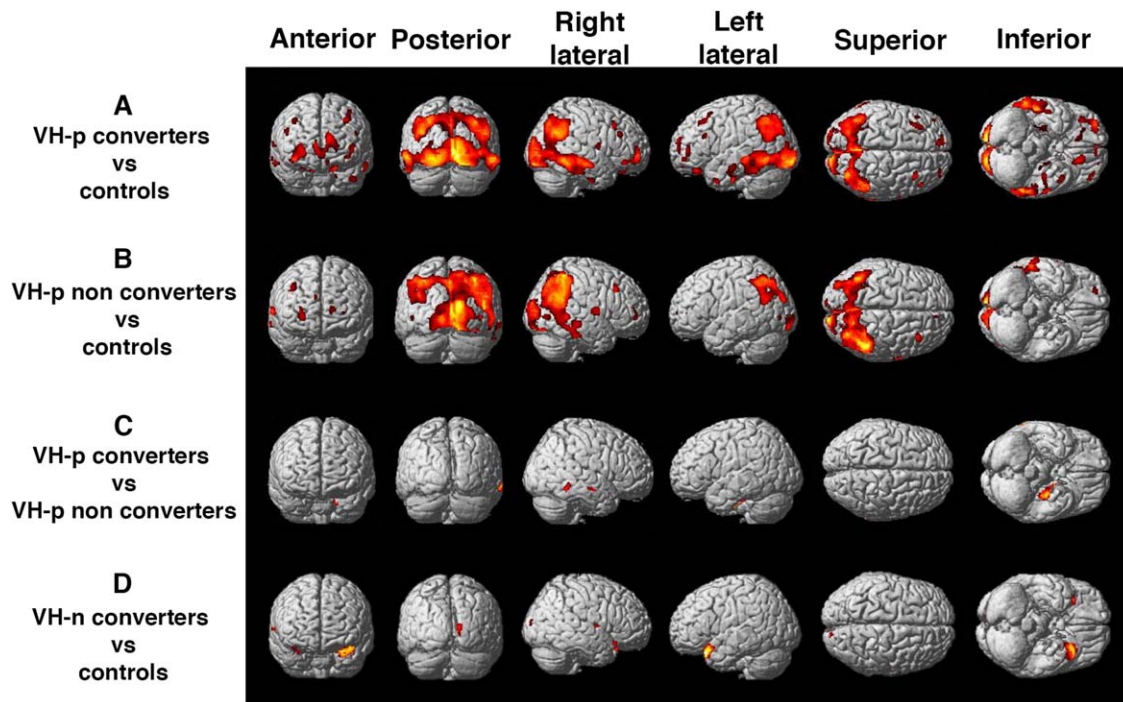 Anterior Posterior Right lateral Left lateral Superior Inferior
A
VH-p converters
vs
controls
B
VH-p non converters
vs
controls
C
VH-p converters
vs
VH-p non converters
D
VH-n converters
vs
controls